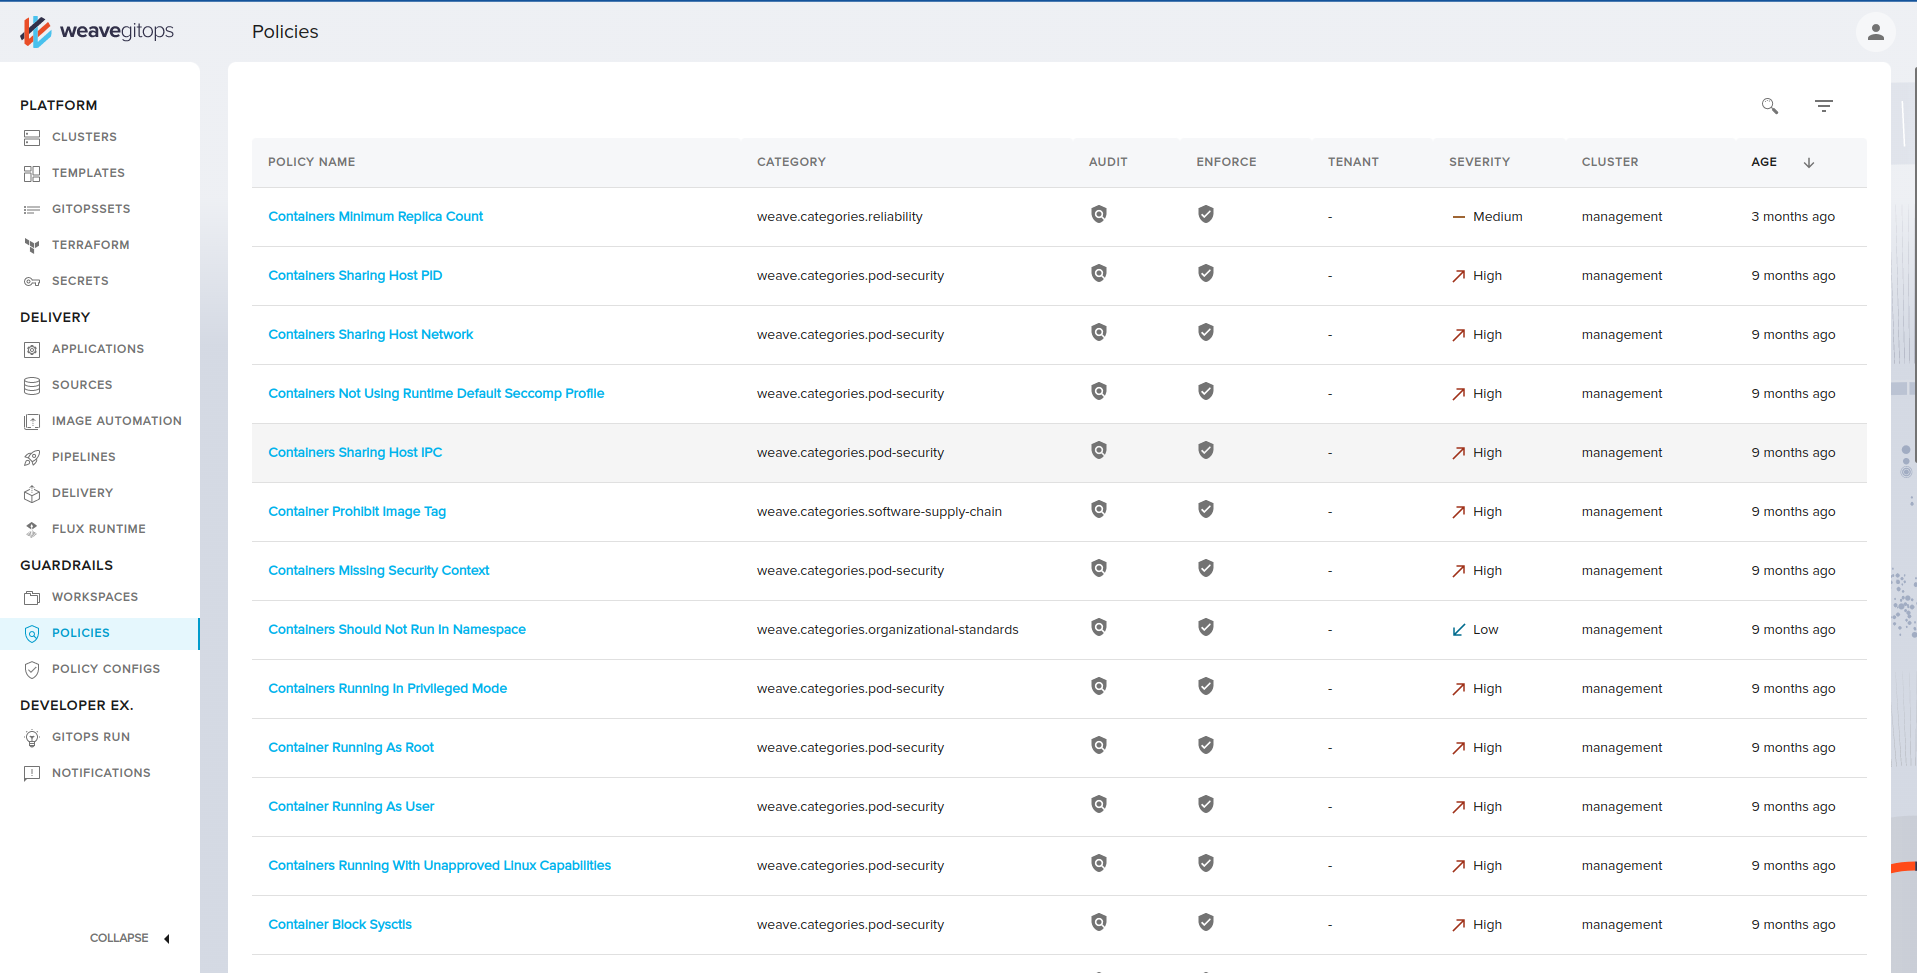 weavegitops
Policies
PLATFORM
CLUSTERS
TEMPLATES
GITOPSSETS
TERRAFORM
SECRETS
DELIVERY
APPLICATIONS
SOURCES
IMAGE AUTOMATION
PIPELINES
DELIVERY
FLUX RUNTIME
GUARDRAILS
WORKSPACES
POLICIES
POLICY CONFIGS
DEVELOPER EX.
GITOPS RUN
NOTIFICATIONS
COLLAPSE
POLICY NAME CATEGORY AUDIT ENFORCE TENANT SEVERITY CLUSTER AGE
Containers Minimum Replica Count weave.categories.reliability - Medium management 3 months ago
Containers Sharing Host PID weave.categories.pod-security - High management 9 months ago
Containers Sharing Host Network weave.categories.pod-security - High management 9 months ago
Containers Not Using Runtime Default Seccomp Profile weave.categories.pod-security - High management 9 months ago
Containers Sharing Host IPC weave.categories.pod-security - High management 9 months ago
Container Prohibit Image Tag weave.categories.software-supply-chain - High management 9 months ago
Containers Missing Security Context weave.categories.pod-security - High management 9 months ago
Containers Should Not Run In Namespace weave.categories.organizational-standards - Low management 9 months ago
Containers Running In Privileged Mode weave.categories.pod-security - High management 9 months ago
Container Running As Root weave.categories.pod-security - High management 9 months ago
Container Running As User weave.categories.pod-security - High management 9 months ago
Containers Running With Unapproved Linux Capabilities weave.categories.pod-security - High management 9 months ago
Container Block Sysctls weave.categories.pod-security - High management 9 months ago